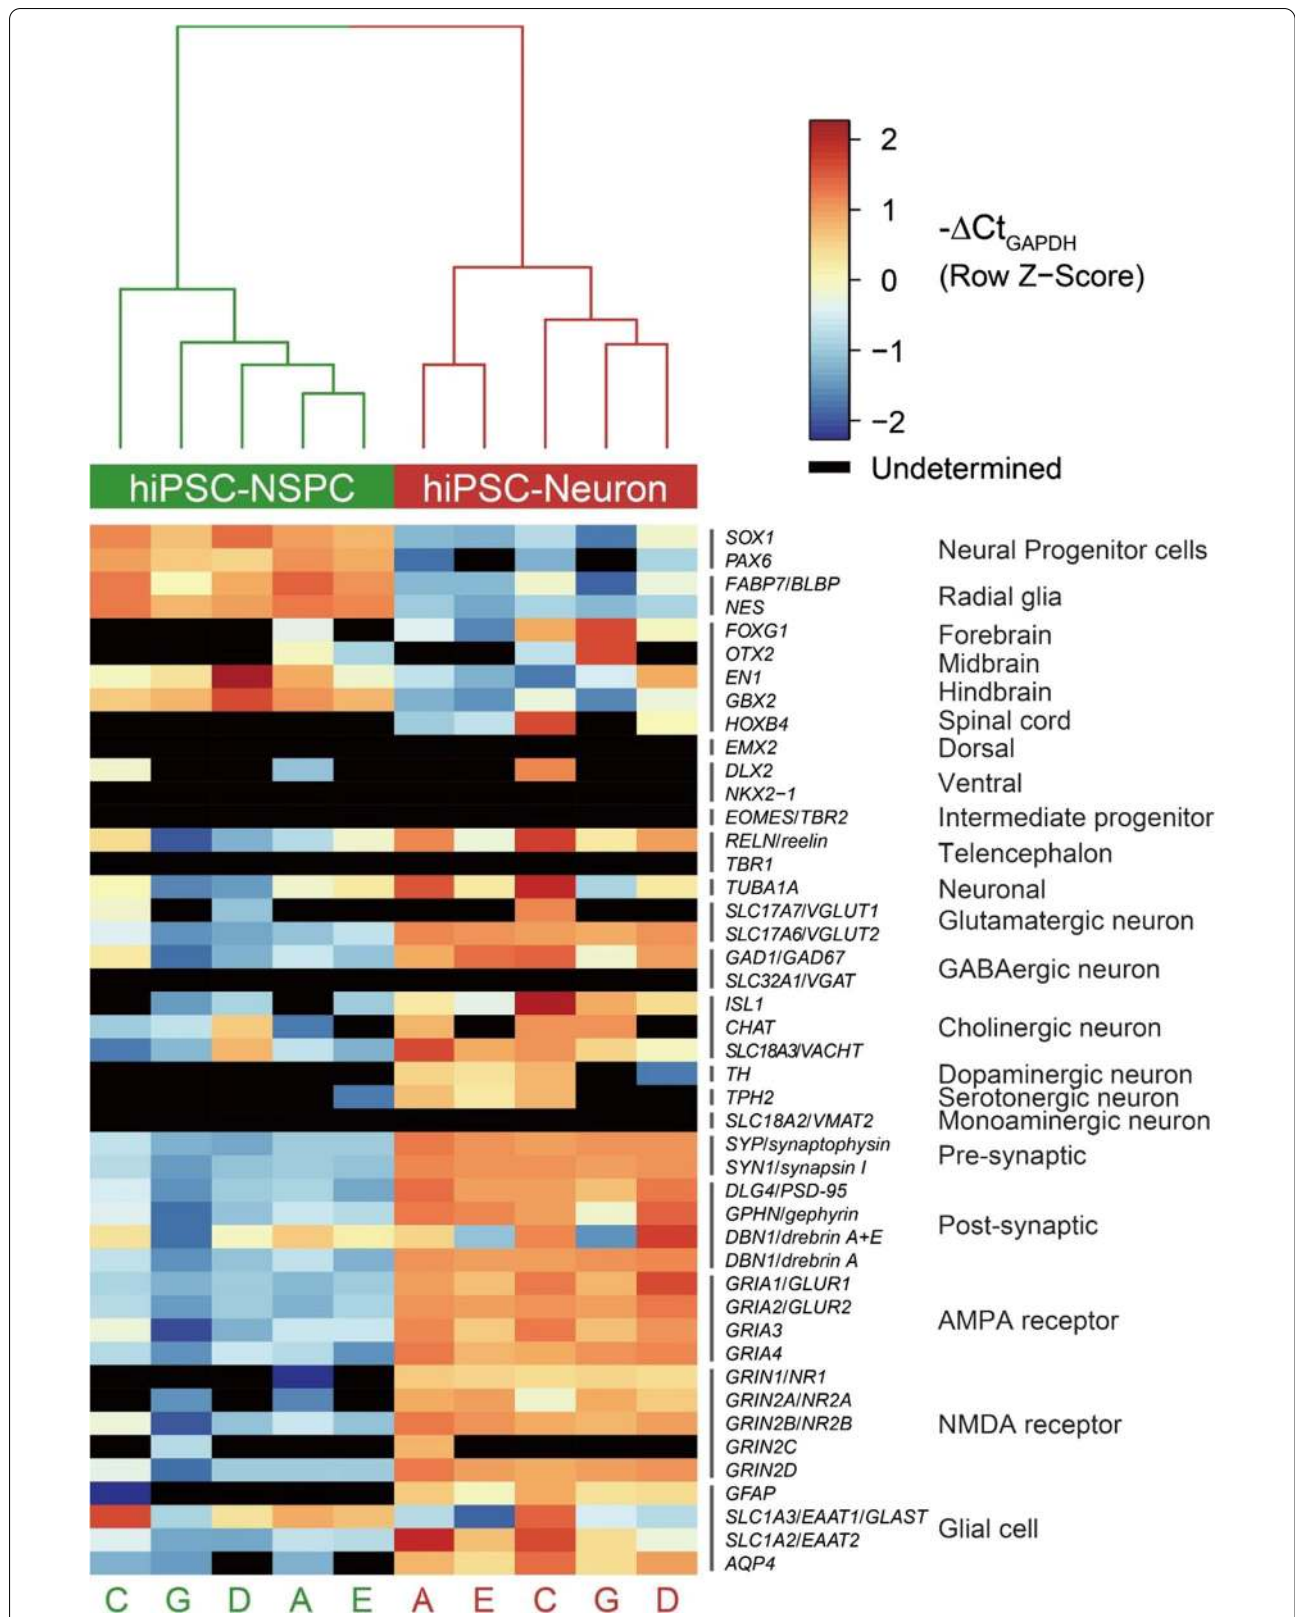 2
1
0
−1
−2
-ΔCtGAPDH
(Row Z−Score)
Undetermined
hiPSC-NSPC hiPSC-Neuron
SOX1
PAX6
Neural Progenitor cells
FABP7/BLBP
NES
Radial glia
FOXG1
Forebrain
OTX2
Midbrain
EN1
GBX2
Hindbrain
HOXB4
Spinal cord
EMX2
Dorsal
DLX2
NKX2−1
Ventral
EOMES/TBR2
Intermediate progenitor
RELN/reelin
TBR1
Telencephalon
TUBA1A
Neuronal
SLC17A7/VGLUT1
SLC17A6/VGLUT2
Glutamatergic neuron
GAD1/GAD67
SLC32A1/VGAT
GABAergic neuron
ISL1
CHAT
SLC18A3/VACHT
Cholinergic neuron
TH
Dopaminergic neuron
TPH2
Serotonergic neuron
SLC18A2/VMAT2
Monoaminergic neuron
SYP/synaptophysin
SYN1/synapsin I
Pre-synaptic
DLG4/PSD-95
GPHN/gephyrin
DBN1/drebrin A+E
DBN1/drebrin A
Post-synaptic
GRIA1/GLUR1
GRIA2/GLUR2
GRIA3
GRIA4
AMPA receptor
GRIN1/NR1
GRIN2A/NR2A
GRIN2B/NR2B
GRIN2C
GRIN2D
NMDA receptor
GFAP
SLC1A3/EAAT1/GLAST
SLC1A2/EAAT2
AQP4
Glial cell
C G D A E A E C G D